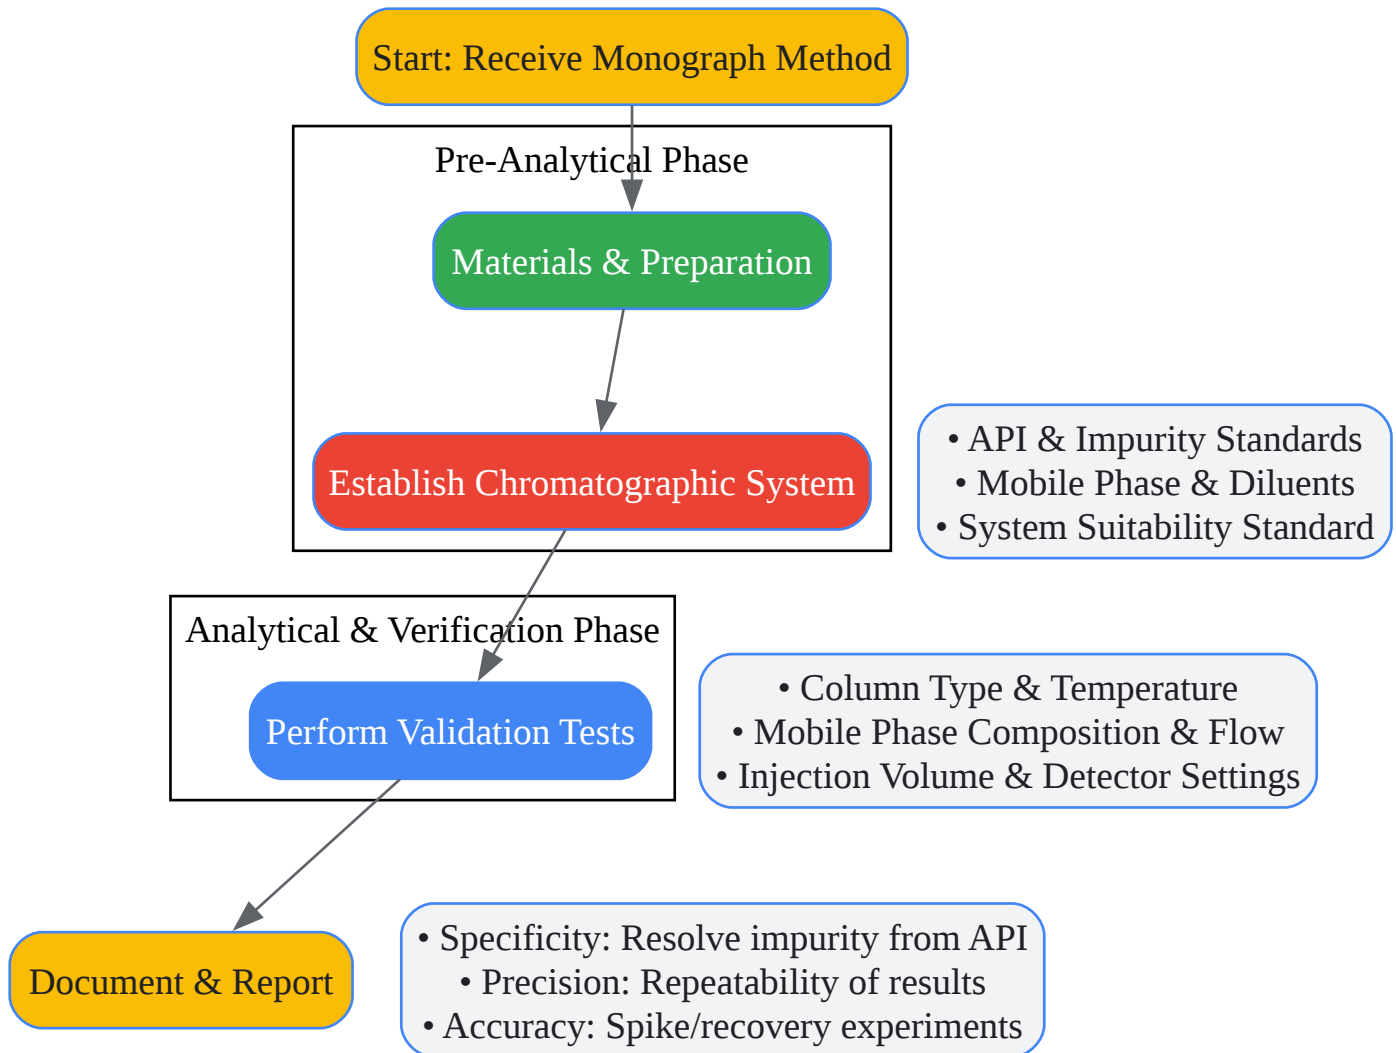 Start: Receive Monograph Method
Pre-Analytical Phase
Materials & Preparation
Establish Chromatographic System
• API & Impurity Standards
• Mobile Phase & Diluents
• System Suitability Standard
Analytical & Verification Phase
Perform Validation Tests
• Column Type & Temperature
• Mobile Phase Composition & Flow
• Injection Volume & Detector Settings
Document & Report
• Specificity: Resolve impurity from API
• Precision: Repeatability of results
• Accuracy: Spike/recovery experiments